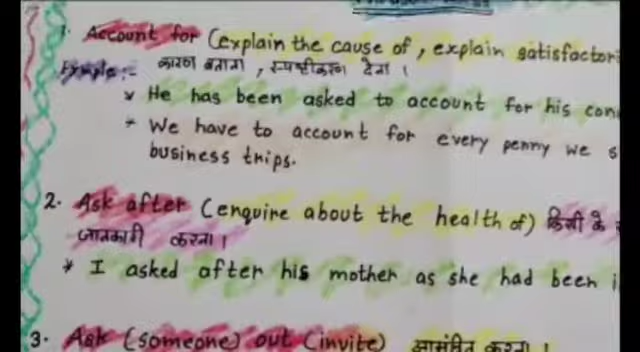 1. Account for (explain the cause of, explain satisfactori
Example:- कारण बताना, स्पष्टीकरण देना।
* He has been asked to account for his con
* We have to account for every penny we s
business trips.
2. Ask after (enquire about the health of) किसी के
जानकारी करना।
* I asked after his mother as she had been i
3. Ask (someone) out (invite) आमंत्रित करना।